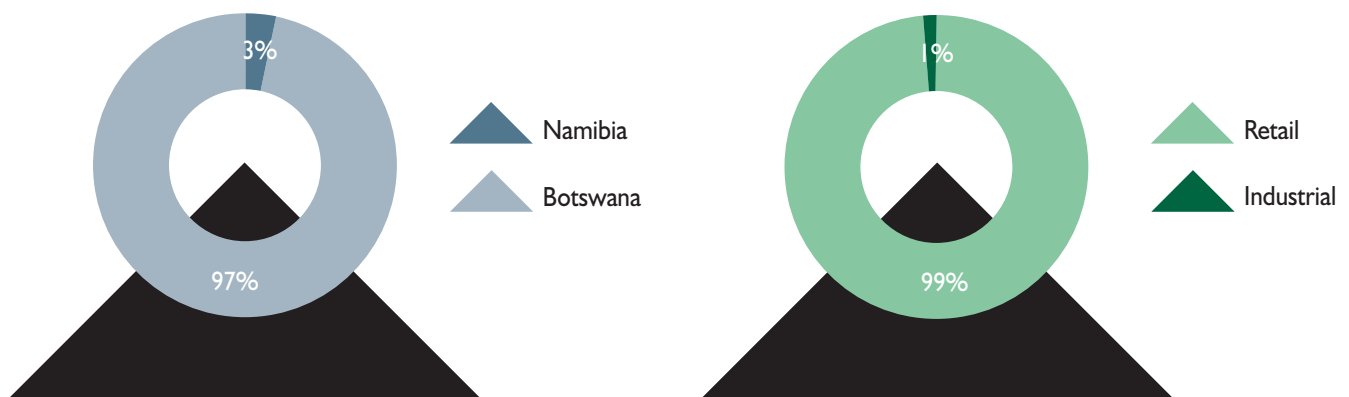 3%
Namibia
Botswana
97%
1%
Retail
Industrial
99%